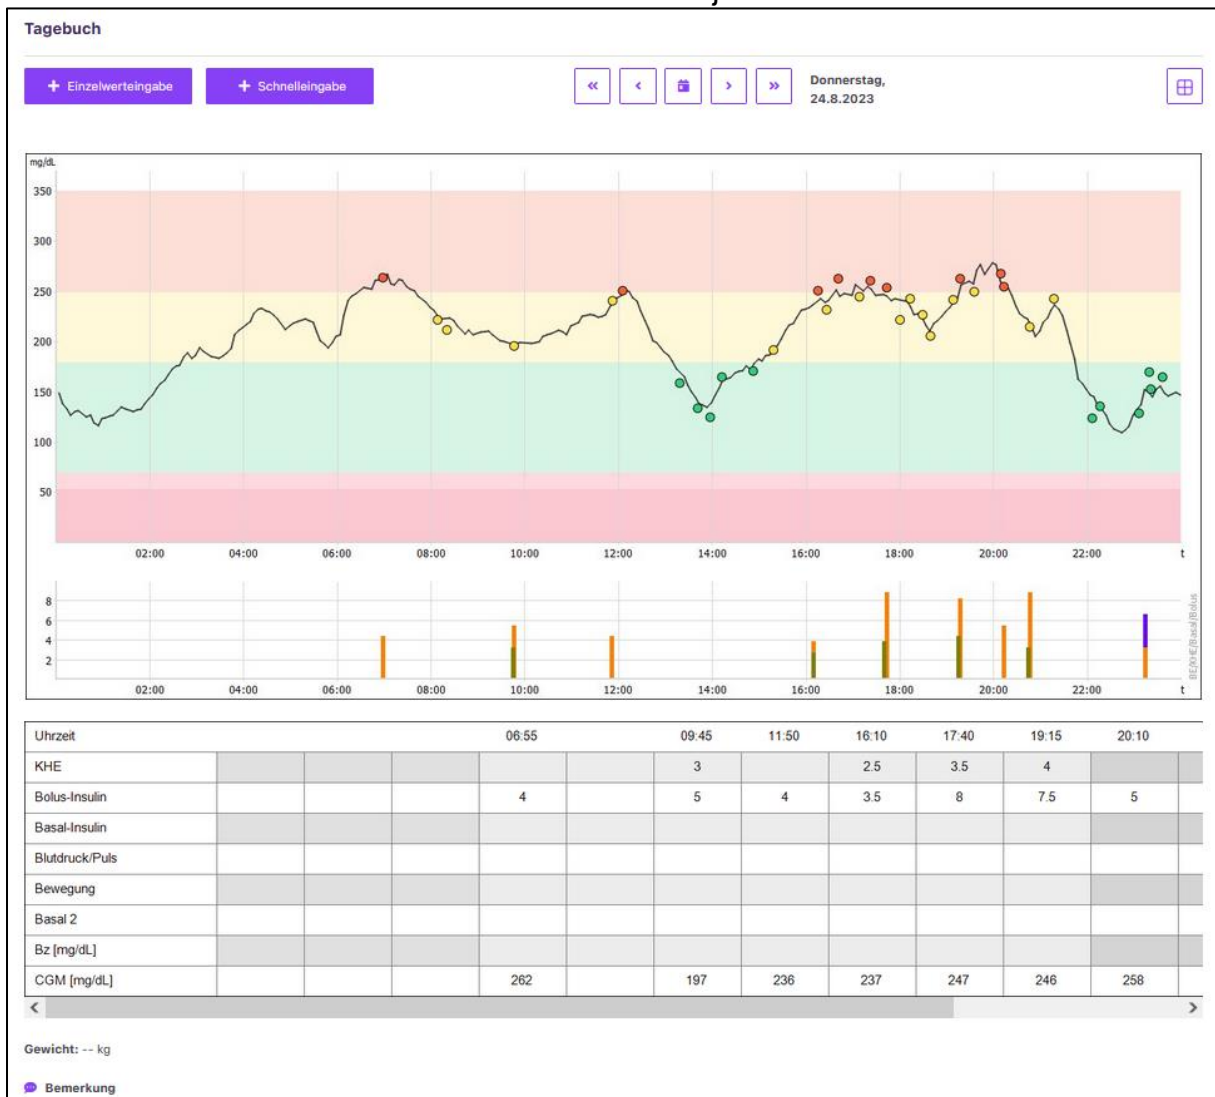 Tagebuch
+ Einzelwerteingabe
+ Schnelleingabe
Donnerstag,
24.8.2023
mg/dL
350
300
250
200
150
100
50
02:00 04:00 06:00 08:00 10:00 12:00 14:00 16:00 18:00 20:00 22:00 t
8
6
4
2
BE/KHE/Basal/Bolus
02:00 04:00 06:00 08:00 10:00 12:00 14:00 16:00 18:00 20:00 22:00 t
Uhrzeit 06:55 09:45 11:50 16:10 17:40 19:15 20:10
KHE 3 2.5 3.5 4
Bolus-Insulin 4 5 4 3.5 8 7.5 5
Basal-Insulin
Blutdruck/Puls
Bewegung
Basal 2
Bz [mg/dL]
CGM [mg/dL] 262 197 236 237 247 246 258
Gewicht: -- kg
Bemerkung